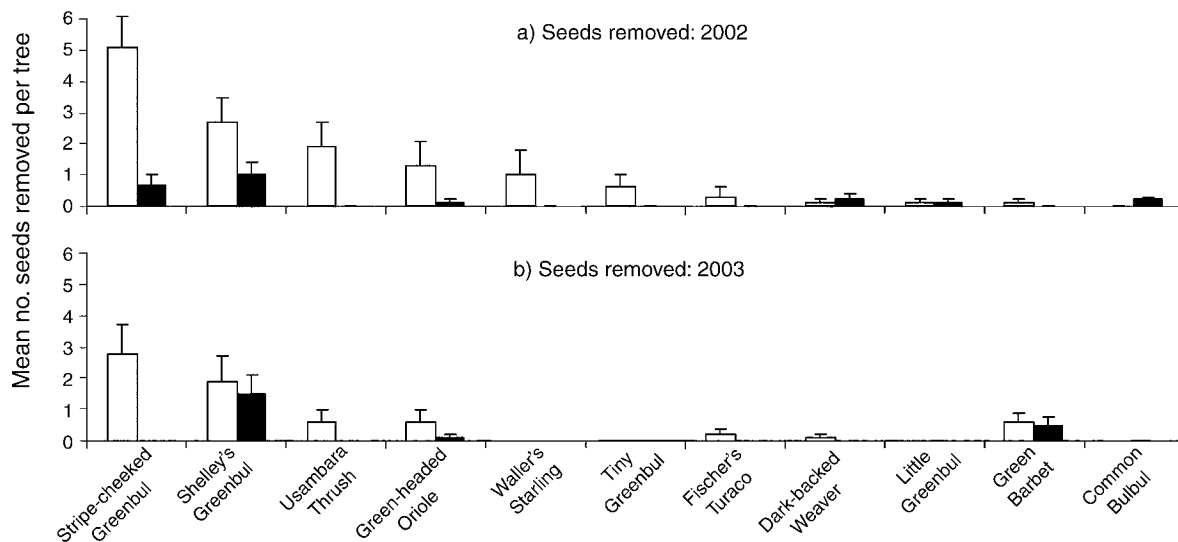 Mean no. seeds removed per tree
a) Seeds removed: 2002
6
5
4
3
2
1
0
b) Seeds removed: 2003
6
5
4
3
2
1
0
Stripe-cheeked
Greenbul
Shelley's
Greenbul
Usambara
Thrush
Green-headed
Oriole
Waller's
Starling
Tiny
Greenbul
Fischer's
Turaco
Dark-backed
Weaver
Little
Greenbul
Green
Barbet
Common
Bulbul